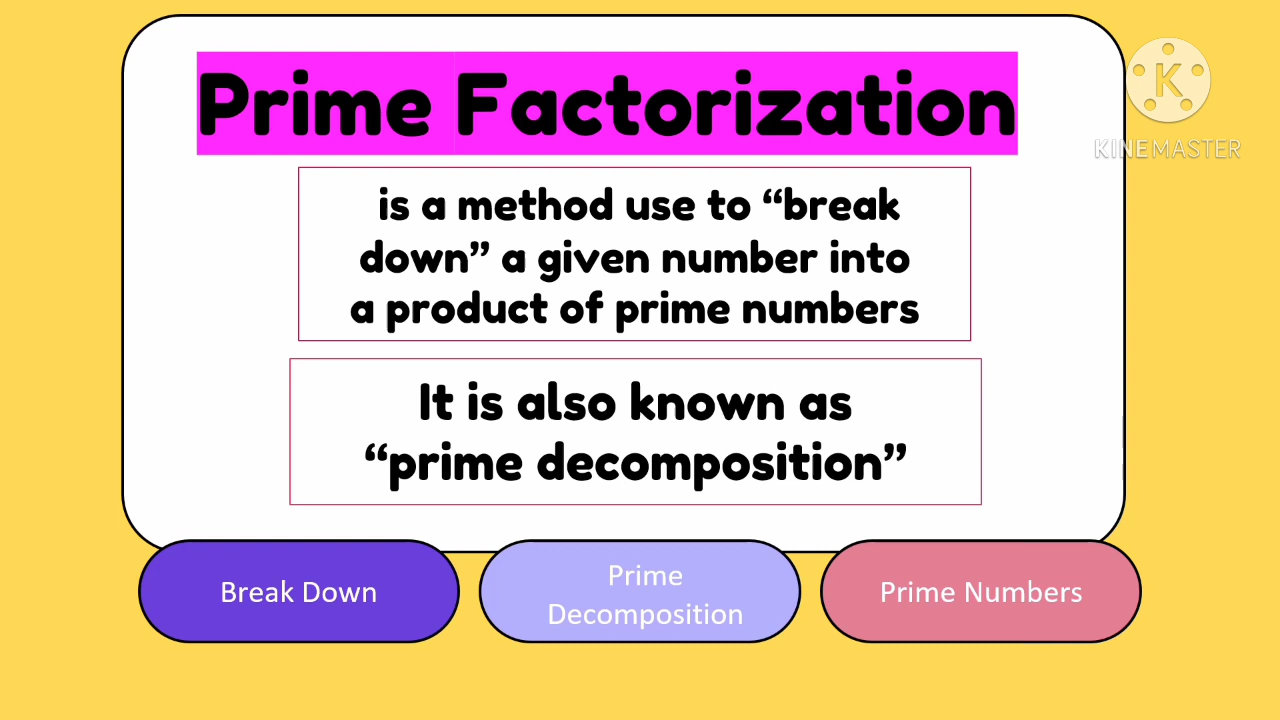 Prime Factorization
K
KINEMASTER
is a method use to “break
down” a given number into
a product of prime numbers
It is also known as
“prime decomposition”
Break Down
Prime
Decomposition
Prime Numbers